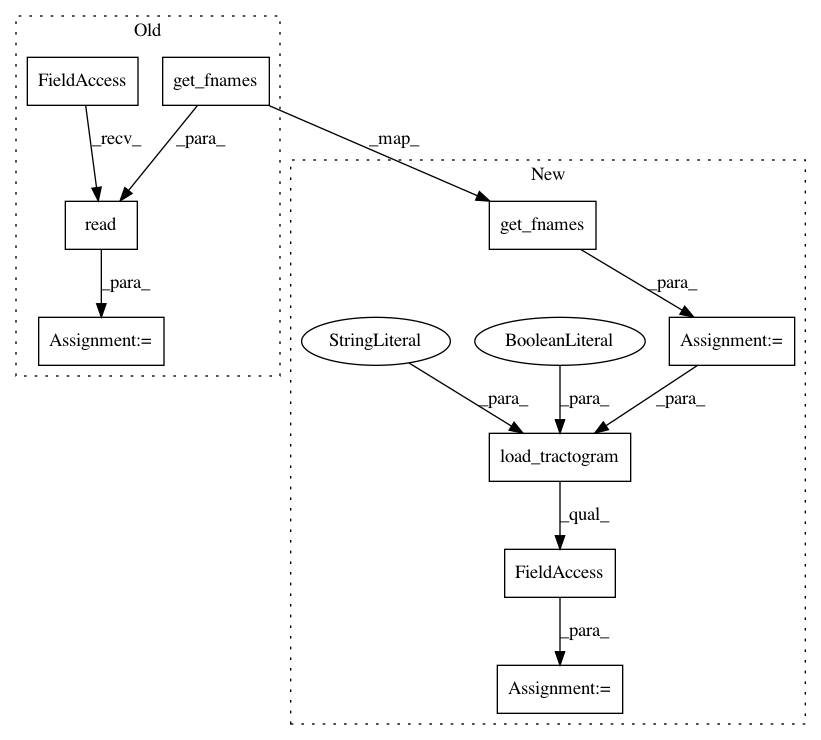 Old
FieldAccess
get_fnames
_recv_
_para_
_map_
New
read
get_fnames
_para_
_para_
Assignment:=
StringLiteral
BooleanLiteral
Assignment:=
_para_
_para_
_para_
load_tractogram
_qual_
FieldAccess
_para_
Assignment:=